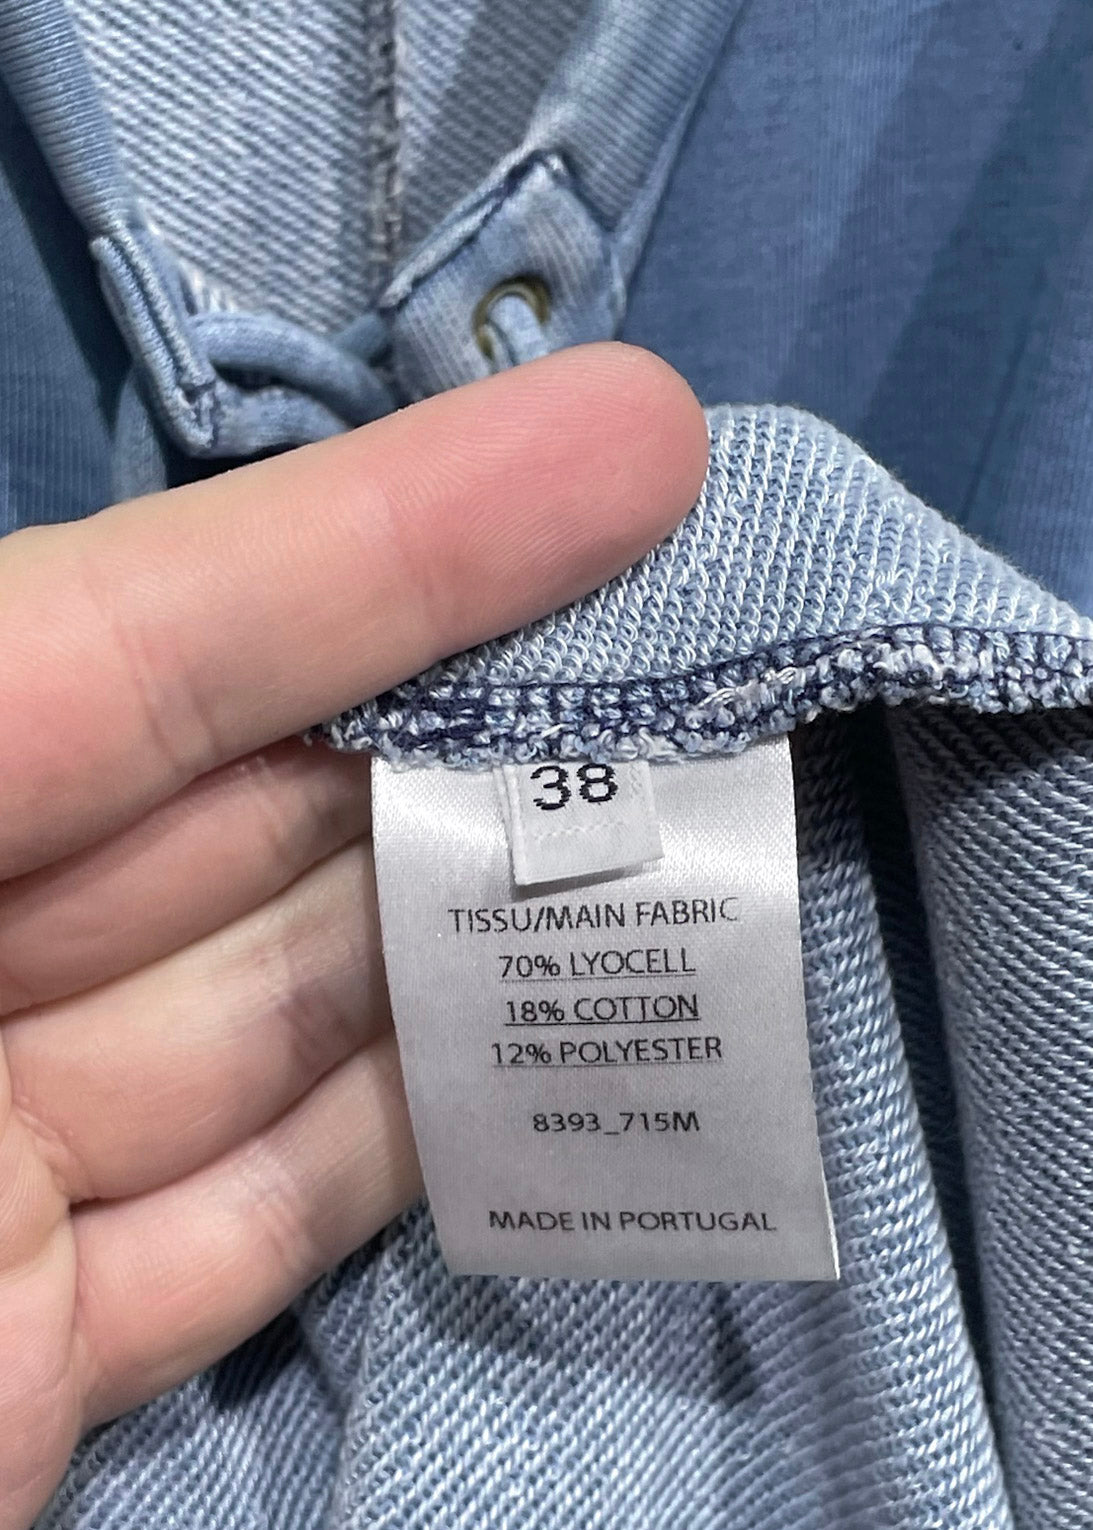 38
TISSU/MAIN FABRIC
70% LYOCELL
18% COTTON
12% POLYESTER
8393_715M
MADE IN PORTUGAL